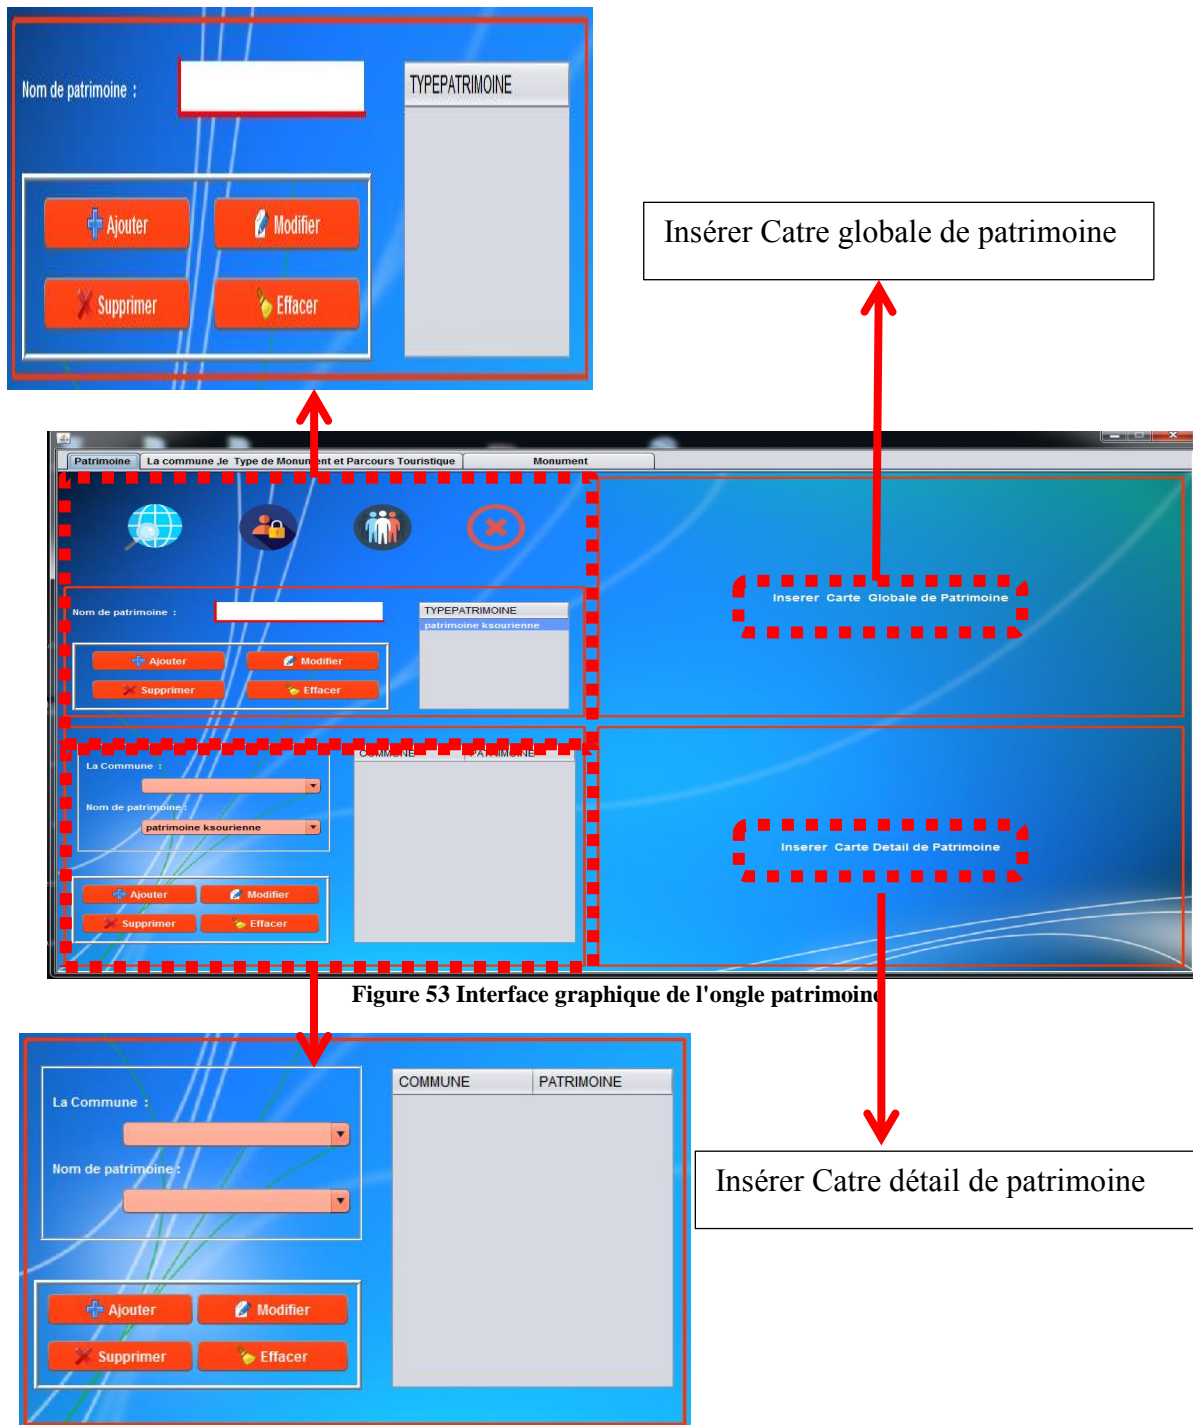 Nom de patrimoine :
TYPEPATRIMOINE
Ajouter
Modifier
Supprimer
Effacer
Insérer Catre globale de patrimoine
Patrimoine
La commune ,le Type de Monument et Parcours Touristique
Monument
Nom de patrimoine :
TYPEPATRIMOINE
patrimoine ksourienne
Ajouter
Modifier
Supprimer
Effacer
Inserer Carte Globale de Patrimoine
La Commune :
Nom de patrimoine :
patrimoine ksourienne
COMMUNE
PATRIMOINE
Ajouter
Modifier
Supprimer
Effacer
Inserer Carte Detail de Patrimoine
Figure 53 Interface graphique de l'ongle patrimoine
La Commune :
Nom de patrimoine :
COMMUNE
PATRIMOINE
Ajouter
Modifier
Supprimer
Effacer
Insérer Catre détail de patrimoine